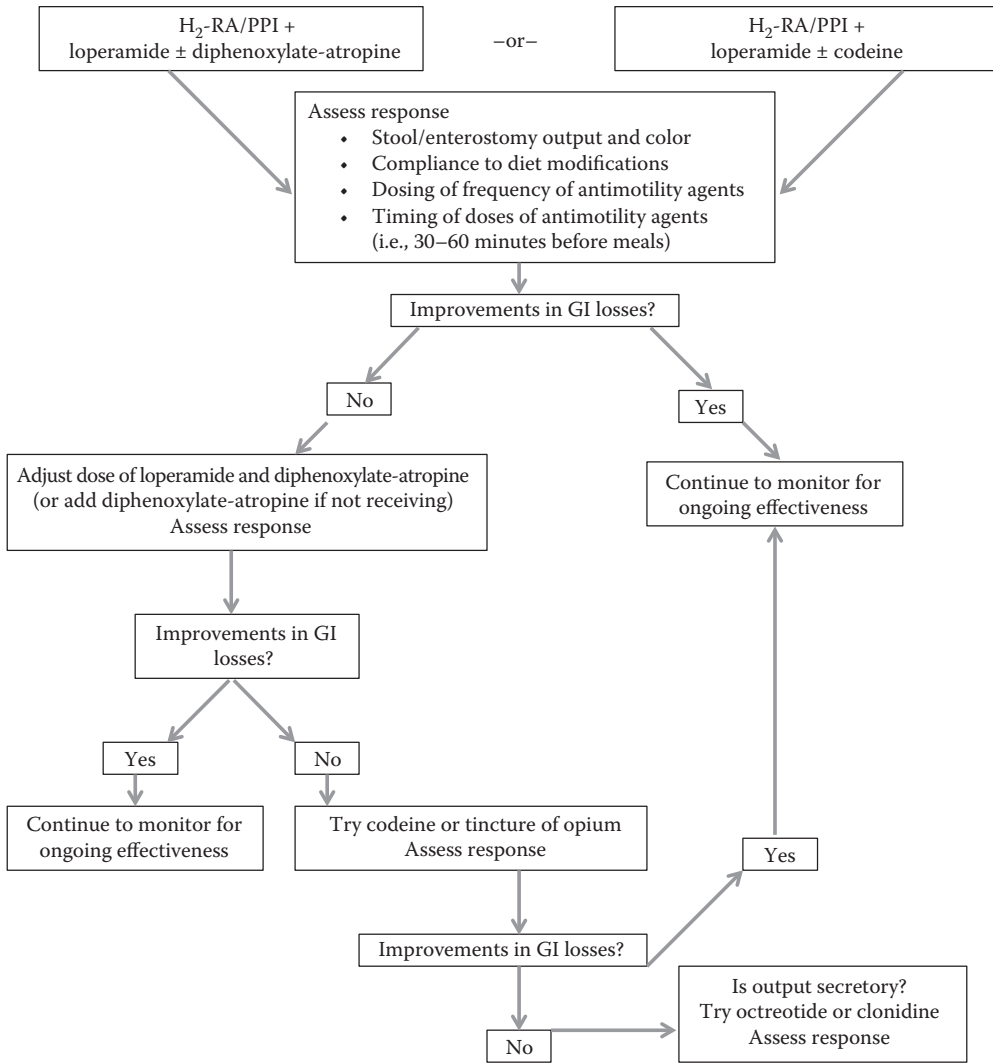 H₂-RA/PPI +
loperamide ± diphenoxylate-atropine
–or–
H₂-RA/PPI +
loperamide ± codeine
Assess response
• Stool/enterostomy output and color
• Compliance to diet modifications
• Dosing of frequency of antimotility agents
• Timing of doses of antimotility agents
(i.e., 30–60 minutes before meals)
Improvements in GI losses?
No
Yes
Adjust dose of loperamide and diphenoxylate-atropine
(or add diphenoxylate-atropine if not receiving)
Assess response
Continue to monitor for
ongoing effectiveness
Improvements in GI
losses?
Yes
No
Continue to monitor for
ongoing effectiveness
Try codeine or tincture of opium
Assess response
Yes
Improvements in GI losses?
No
Is output secretory?
Try octreotide or clonidine
Assess response